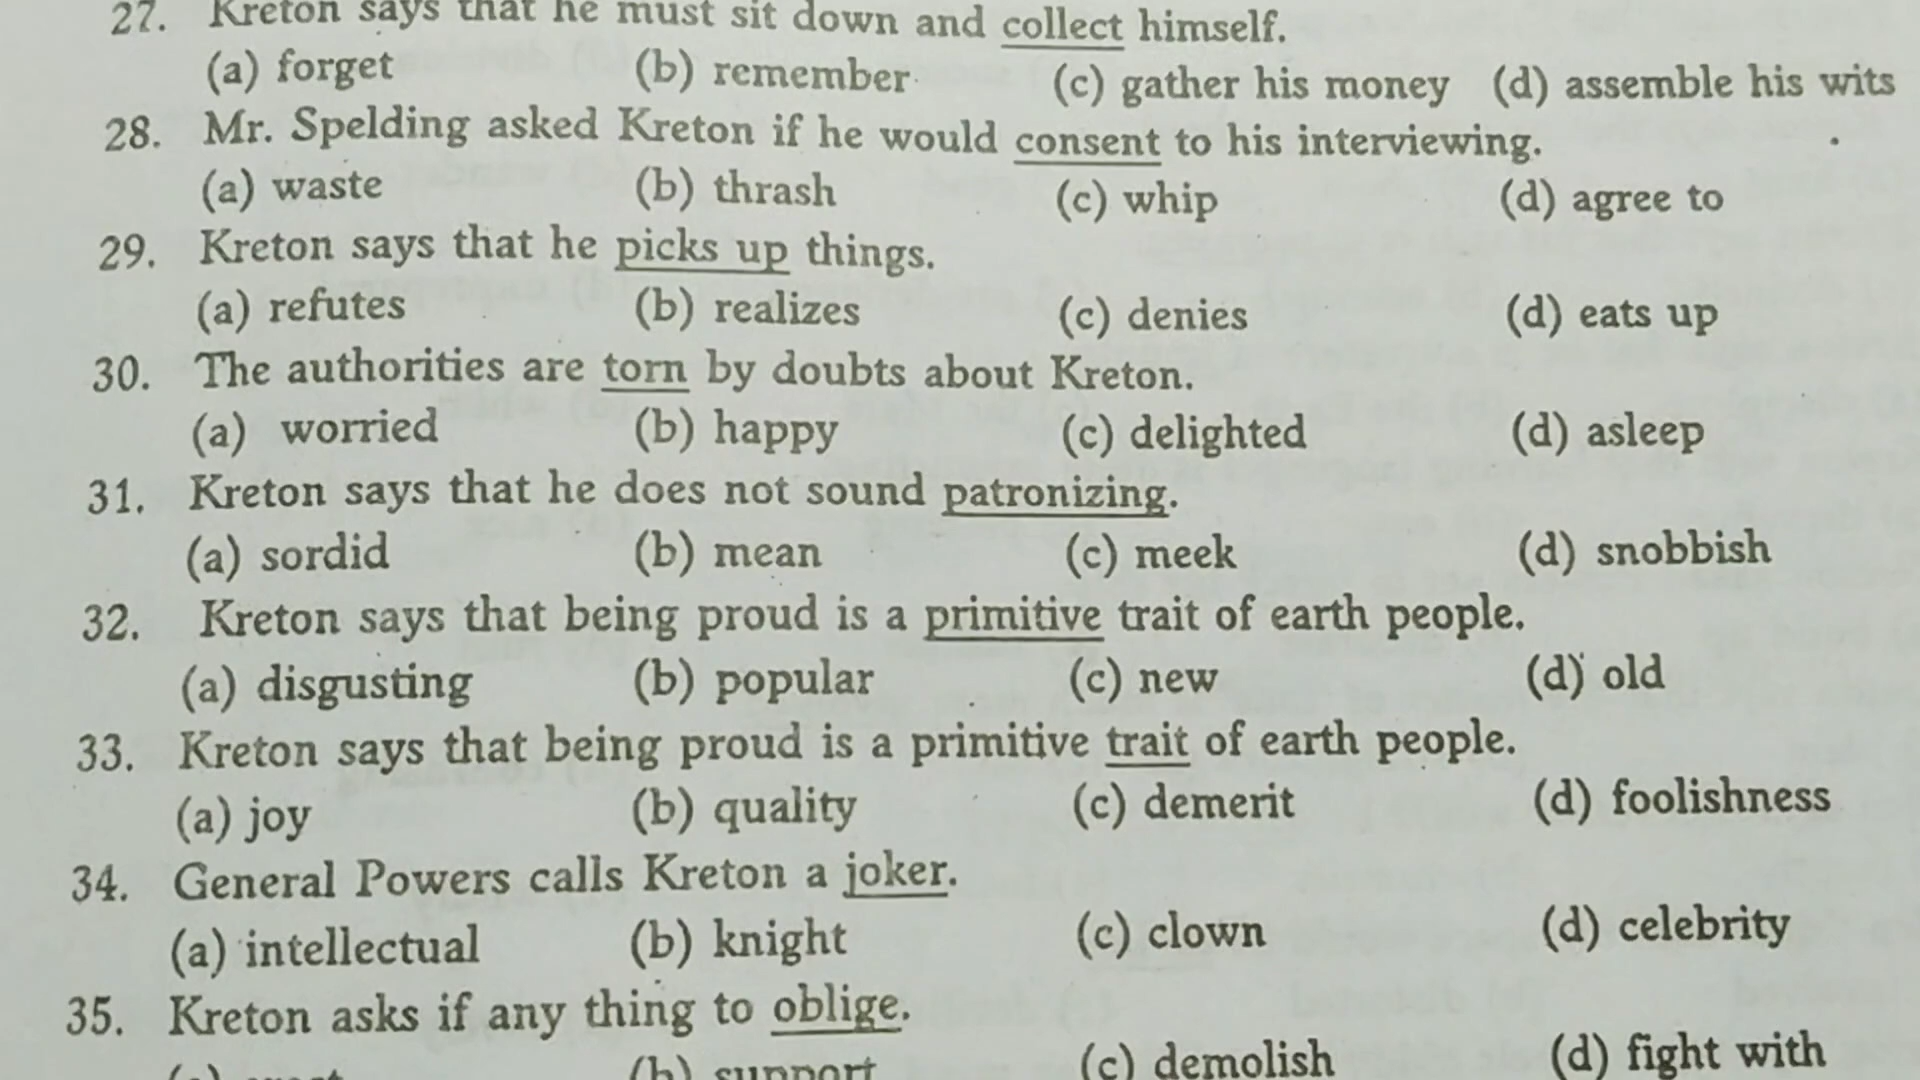 27. Kreton says that he must sit down and collect himself.
(a) forget (b) remember (c) gather his money (d) assemble his wits
28. Mr. Spelding asked Kreton if he would consent to his interviewing.
(a) waste (b) thrash (c) whip (d) agree to
29. Kreton says that he picks up things.
(a) refutes (b) realizes (c) denies (d) eats up
30. The authorities are torn by doubts about Kreton.
(a) worried (b) happy (c) delighted (d) asleep
31. Kreton says that he does not sound patronizing.
(a) sordid (b) mean (c) meek (d) snobbish
32. Kreton says that being proud is a primitive trait of earth people.
(a) disgusting (b) popular (c) new (d) old
33. Kreton says that being proud is a primitive trait of earth people.
(a) joy (b) quality (c) demerit (d) foolishness
34. General Powers calls Kreton a joker.
(a) intellectual (b) knight (c) clown (d) celebrity
35. Kreton asks if any thing to oblige.
(b) support (c) demolish (d) fight with